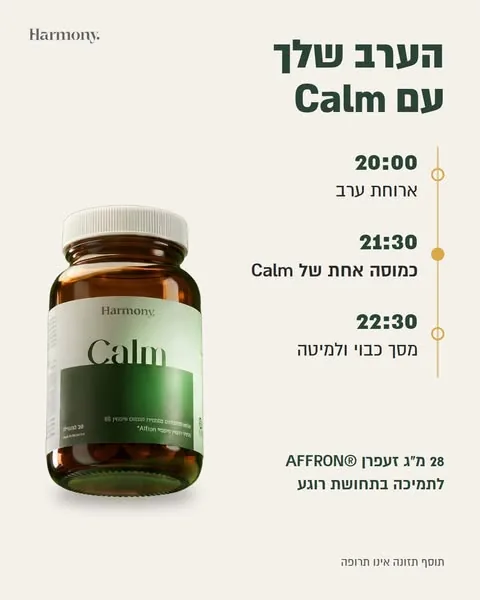 Harmony.
הערב שלך
עם Calm
20:00
ארוחת ערב
21:30
כמוסה אחת של Calm
22:30
מסך כבוי ולמיטה
Harmony.
Calm
28 מ"ג זעפרן AFFRON®
לתמיכה בתחושת רוגע
תוסף תזונה אינו תרופה